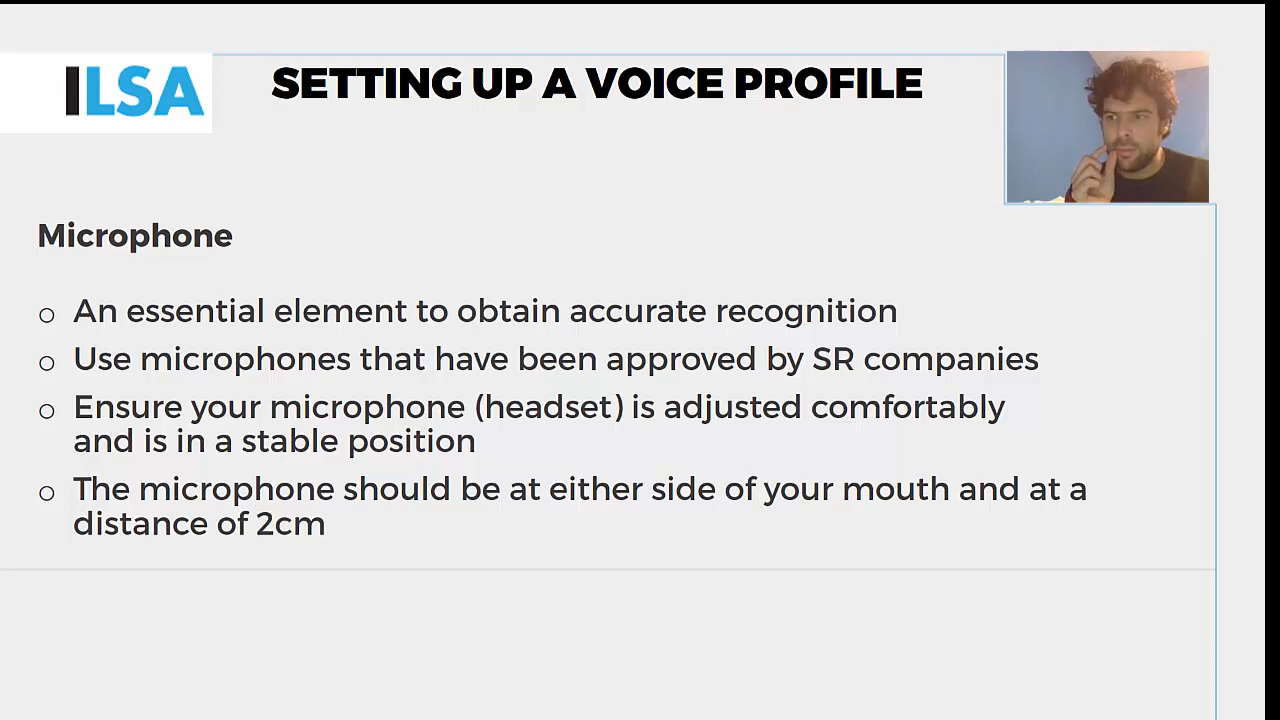 ILSA
SETTING UP A VOICE PROFILE
Microphone
o An essential element to obtain accurate recognition
o Use microphones that have been approved by SR companies
o Ensure your microphone (headset) is adjusted comfortably
and is in a stable position
o The microphone should be at either side of your mouth and at a
distance of 2cm